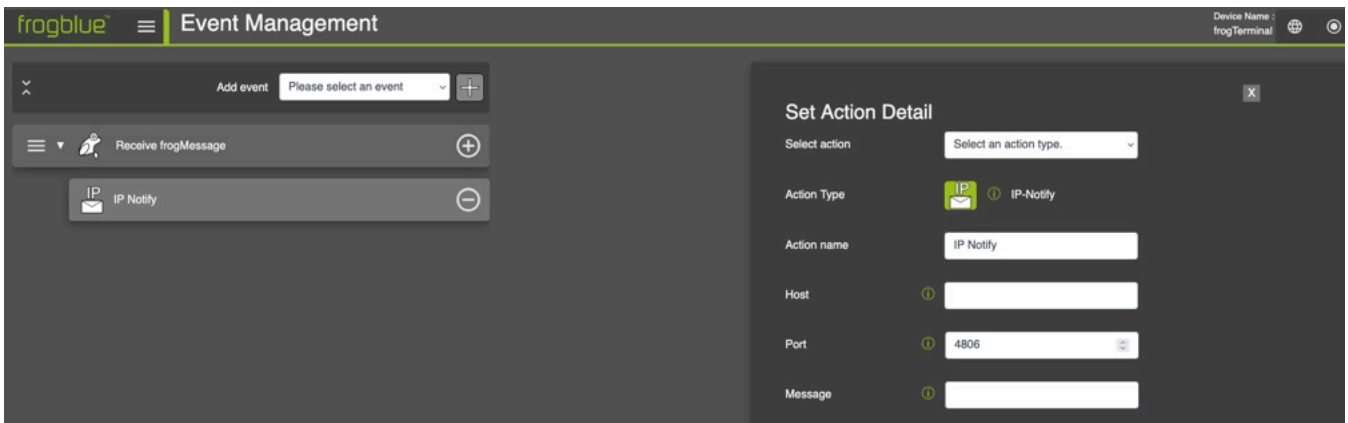 frogblue™
Event Management
Device Name :
frogTerminal
Add event
Please select an event
Receive frogMessage
IP
IP Notify
X
Set Action Detail
Select action
Select an action type.
Action Type
IP
IP-Notify
Action name
IP Notify
Host
Port
4806
Message